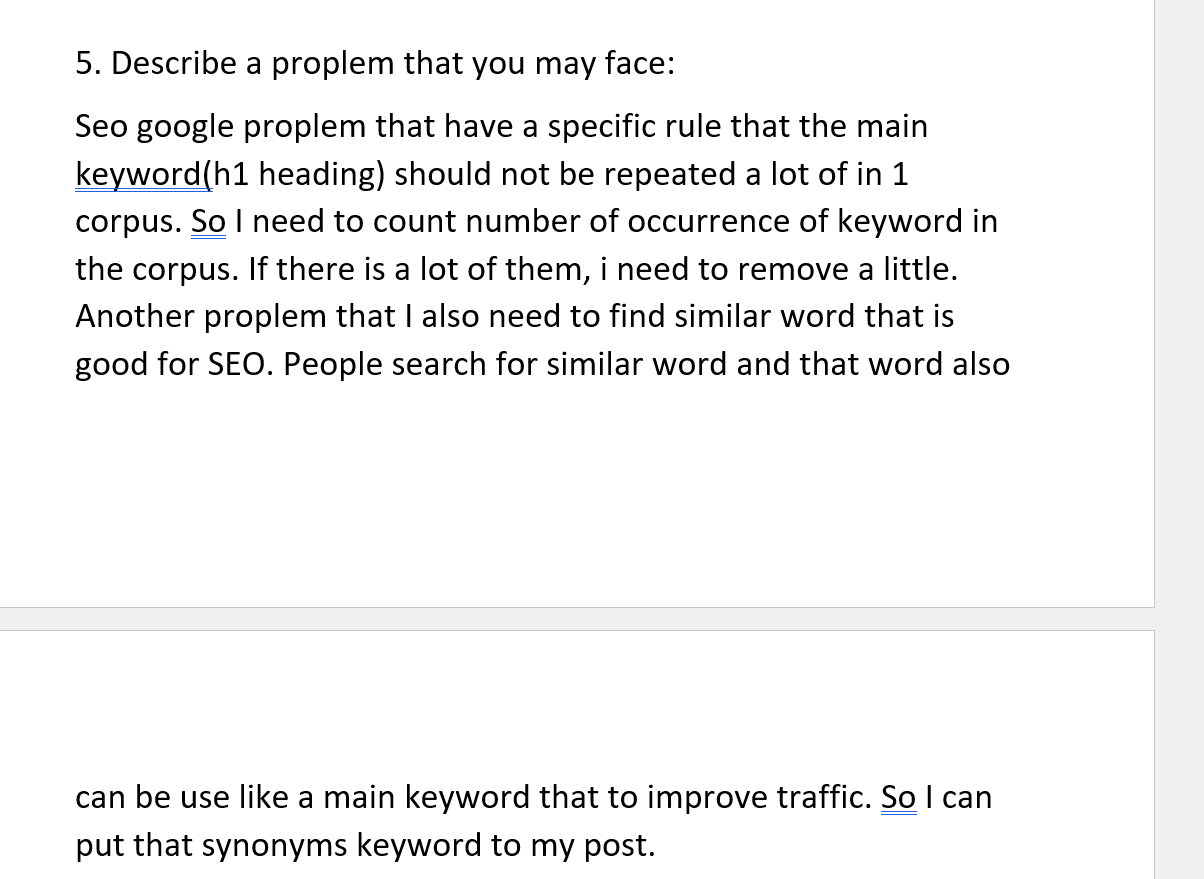 5. Describe a proplem that you may face:
Seo google proplem that have a specific rule that the main
keyword(h1 heading) should not be repeated a lot of in 1
corpus. So I need to count number of occurrence of keyword in
the corpus. If there is a lot of them, i need to remove a little.
Another proplem that I also need to find similar word that is
good for SEO. People search for similar word and that word also
can be use like a main keyword that to improve traffic. So I can
put that synonyms keyword to my post.